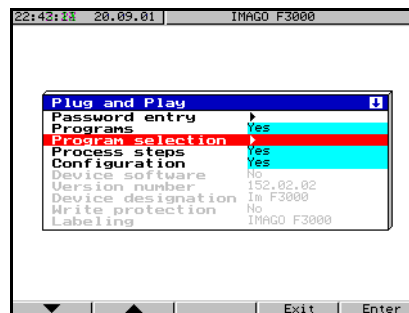 22:43:18 20.09.01 IMAGO F3000
Plug and Play
Password entry
Programs Yes
Program selection
Process steps Yes
Configuration Yes
Device software No
Version number 152.02.02
Device designation Im F3000
Write protection No
Labeling IMAGO F3000
Exit Enter